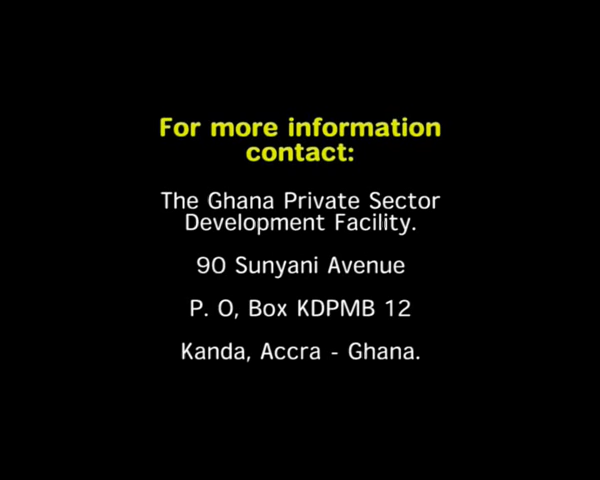 For more information
contact:
The Ghana Private Sector
Development Facility.
90 Sunyani Avenue
P. O, Box KDPMB 12
Kanda, Accra - Ghana.